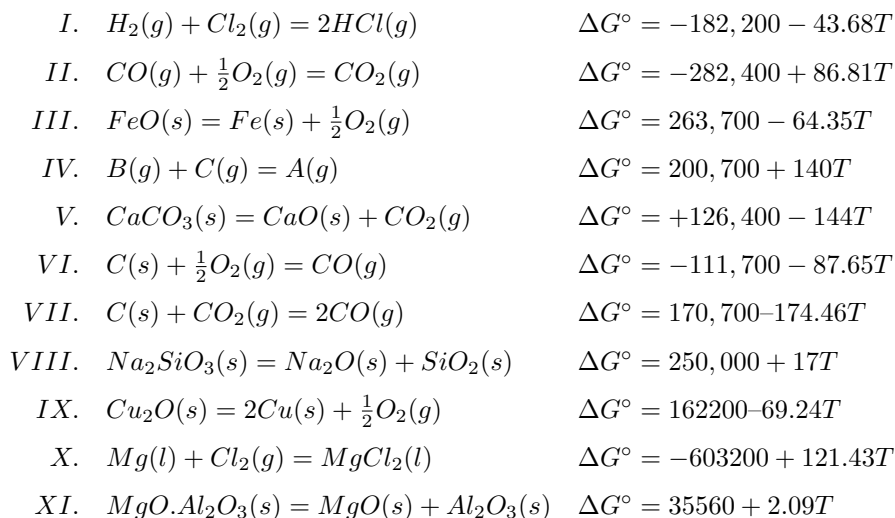 I. H₂(g) + Cl₂(g) = 2HCl(g) ΔG° = −182,200 − 43.68T
II. CO(g) + ½O₂(g) = CO₂(g) ΔG° = −282,400 + 86.81T
III. FeO(s) = Fe(s) + ½O₂(g) ΔG° = 263,700 − 64.35T
IV. B(g) + C(g) = A(g) ΔG° = 200,700 + 140T
V. CaCO₃(s) = CaO(s) + CO₂(g) ΔG° = +126,400 − 144T
VI. C(s) + ½O₂(g) = CO(g) ΔG° = −111,700 − 87.65T
VII. C(s) + CO₂(g) = 2CO(g) ΔG° = 170,700–174.46T
VIII. Na₂SiO₃(s) = Na₂O(s) + SiO₂(s) ΔG° = 250,000 + 17T
IX. Cu₂O(s) = 2Cu(s) + ½O₂(g) ΔG° = 162200–69.24T
X. Mg(l) + Cl₂(g) = MgCl₂(l) ΔG° = −603200 + 121.43T
XI. MgO.Al₂O₃(s) = MgO(s) + Al₂O₃(s) ΔG° = 35560 + 2.09T